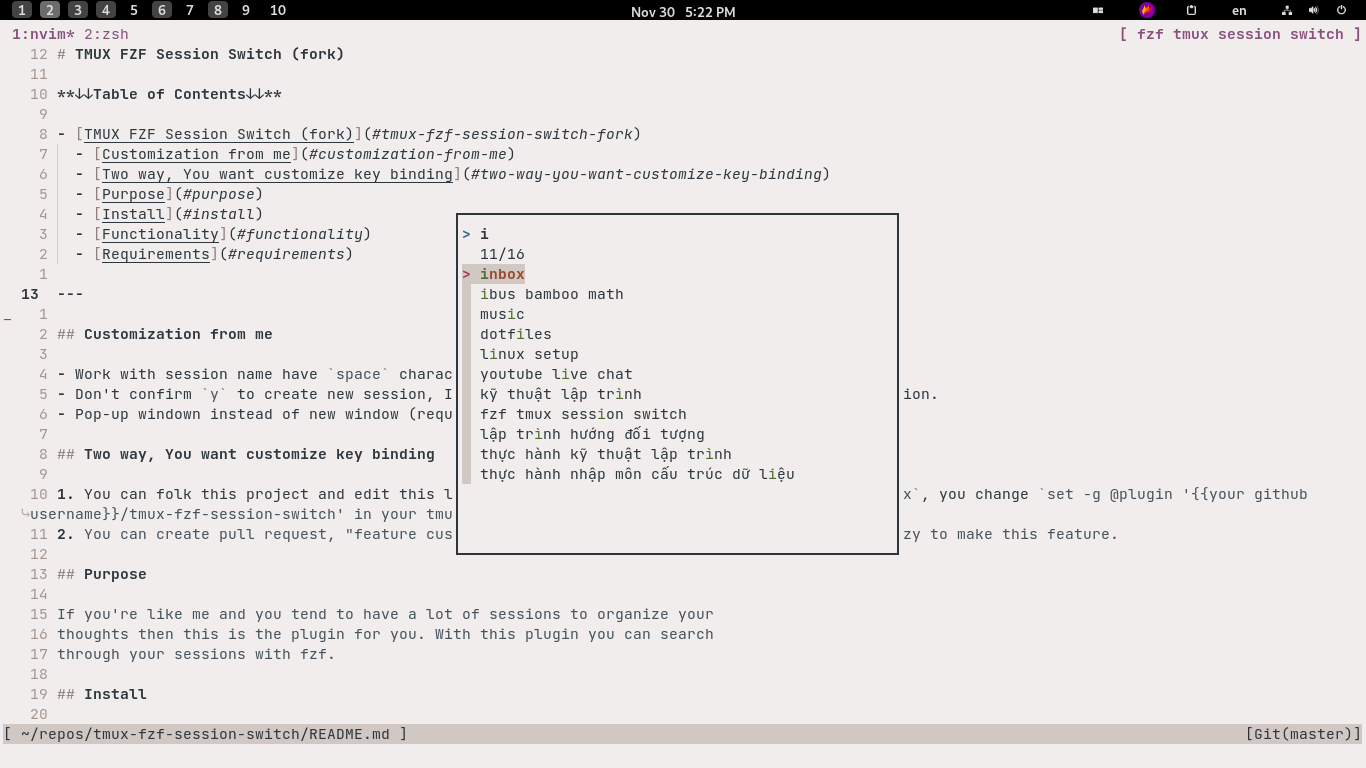 1 2 3 4 5 6 7 8 9 10 Nov 30 5:22 PM en
1:nvim* 2:zsh [ fzf tmux session switch ]
12 # TMUX FZF Session Switch (fork)
11
10 **↓↓Table of Contents↓↓**
9
8 - [TMUX FZF Session Switch (fork)](#tmux-fzf-session-switch-fork)
7 - [Customization from me](#customization-from-me)
6 - [Two way, You want customize key binding](#two-way-you-want-customize-key-binding)
5 - [Purpose](#purpose)
4 - [Install](#install)
3 - [Functionality](#functionality)
2 - [Requirements](#requirements)
1
13 ---
1
2 ## Customization from me
3
4 - Work with session name have `space` charac
5 - Don't confirm `y` to create new session, I ion.
6 - Pop-up windown instead of new window (requ
7
8 ## Two way, You want customize key binding
9
10 1. You can folk this project and edit this l x`, you change `set -g @plugin '{{your github
username}}/tmux-fzf-session-switch' in your tmu
11 2. You can create pull request, "feature cus zy to make this feature.
12
13 ## Purpose
14
15 If you're like me and you tend to have a lot of sessions to organize your
16 thoughts then this is the plugin for you. With this plugin you can search
17 through your sessions with fzf.
18
19 ## Install
20
> i
11/16
> inbox
ibus bamboo math
music
dotfiles
linux setup
youtube live chat
kỹ thuật lập trình
fzf tmux session switch
lập trình hướng đối tượng
thực hành kỹ thuật lập trình
thực hành nhập môn cấu trúc dữ liệu
[ ~/repos/tmux-fzf-session-switch/README.md ] [Git(master)]